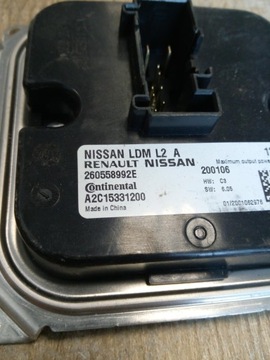 NISSAN LDM L2 A
RENAULT NISSAN
Maximum output powe
260558992E
200106
Continental
HW: C3
A2C15331200
SW: 5.05
Made in China